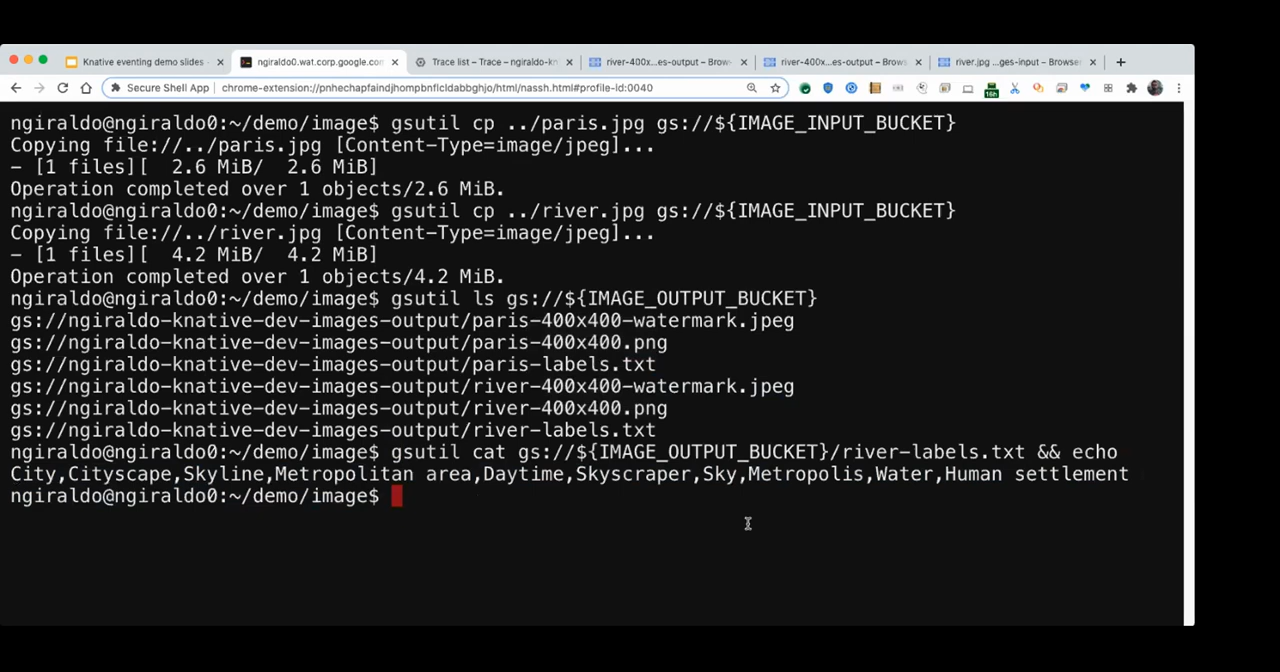 Knative eventing demo slides
ngiraldo0.wat.corp.google.com
Trace list – Trace – ngiraldo-kn
river-400x...es-output – Brows
river-400x...es-output – Brows
river.jpg ...ges-input – Browser
Secure Shell App
chrome-extension://pnhechapfaindjhompbnflcldabbghjo/html/nassh.html#profile-id:0040
16h
ngiraldo@ngiraldo0:~/demo/image$ gsutil cp ../paris.jpg gs://${IMAGE_INPUT_BUCKET}
Copying file://../paris.jpg [Content-Type=image/jpeg]...
- [1 files][  2.6 MiB/  2.6 MiB]
Operation completed over 1 objects/2.6 MiB.
ngiraldo@ngiraldo0:~/demo/image$ gsutil cp ../river.jpg gs://${IMAGE_INPUT_BUCKET}
Copying file://../river.jpg [Content-Type=image/jpeg]...
- [1 files][  4.2 MiB/  4.2 MiB]
Operation completed over 1 objects/4.2 MiB.
ngiraldo@ngiraldo0:~/demo/image$ gsutil ls gs://${IMAGE_OUTPUT_BUCKET}
gs://ngiraldo-knative-dev-images-output/paris-400x400-watermark.jpeg
gs://ngiraldo-knative-dev-images-output/paris-400x400.png
gs://ngiraldo-knative-dev-images-output/paris-labels.txt
gs://ngiraldo-knative-dev-images-output/river-400x400-watermark.jpeg
gs://ngiraldo-knative-dev-images-output/river-400x400.png
gs://ngiraldo-knative-dev-images-output/river-labels.txt
ngiraldo@ngiraldo0:~/demo/image$ gsutil cat gs://${IMAGE_OUTPUT_BUCKET}/river-labels.txt && echo
City,Cityscape,Skyline,Metropolitan area,Daytime,Skyscraper,Sky,Metropolis,Water,Human settlement
ngiraldo@ngiraldo0:~/demo/image$